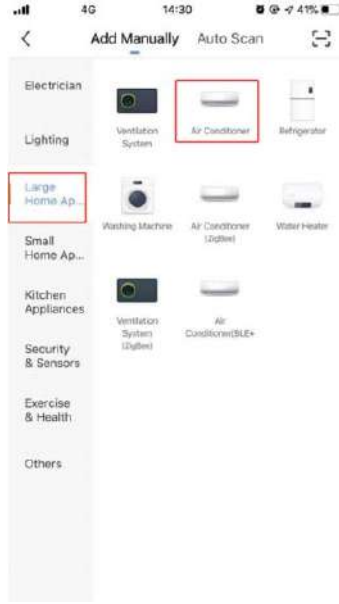 4G 14:30 41%
Add Manually Auto Scan
Electrician
Lighting
Large
Home Ap...
Small
Home Ap...
Kitchen
Appliances
Security
& Sensors
Exercise
& Health
Others
Ventilation
System
Air Conditioner
Refrigerator
Washing Machine
Air Conditioner
(ZigBee)
Water Heater
Ventilation
System
(ZigBee)
Air
Conditioner(BLE+